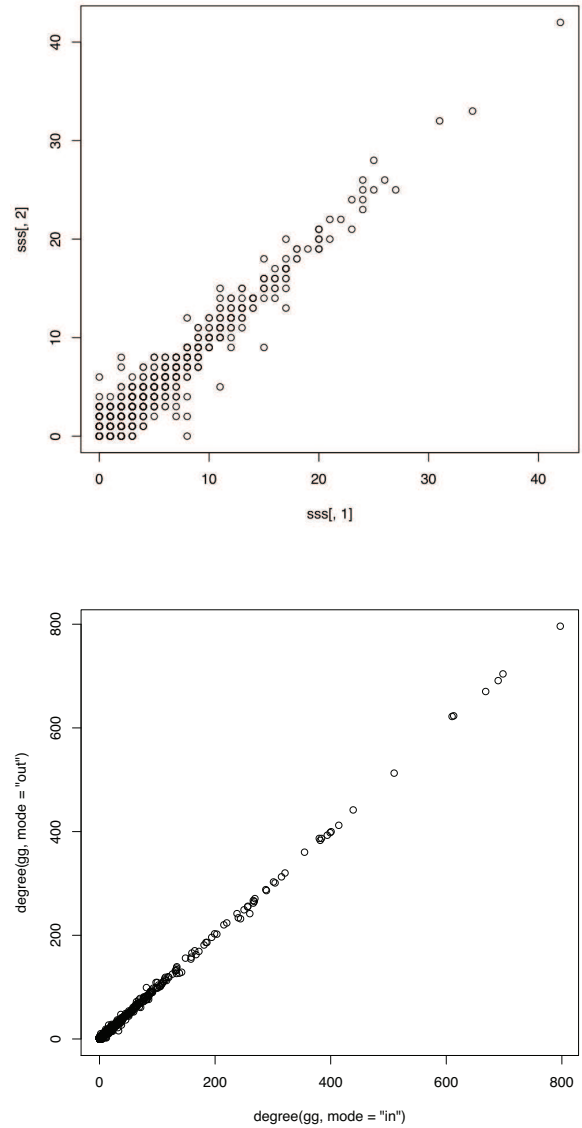 40
30
20
10
0
sss[, 2]
0 10 20 30 40
sss[, 1]
800
600
400
200
0
degree(gg, mode = "out")
0 200 400 600 800
degree(gg, mode = "in")